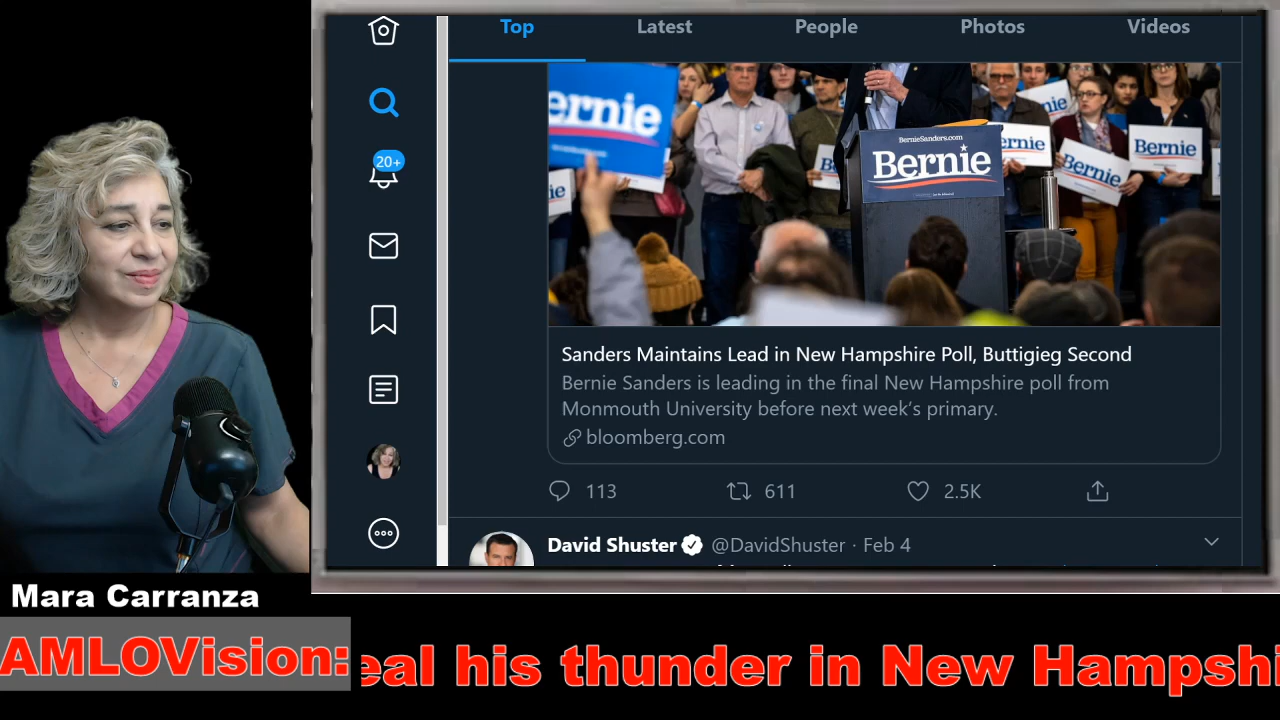 Top Latest People Photos Videos
20+
ernie
BernieSanders.com
Bernie
ernie
Bernie
Bernie
Sanders Maintains Lead in New Hampshire Poll, Buttigieg Second
Bernie Sanders is leading in the final New Hampshire poll from
Monmouth University before next week's primary.
bloomberg.com
113 611 2.5K
David Shuster @DavidShuster · Feb 4
Mara Carranza
AMLOVision:
eal his thunder in New Hampshi